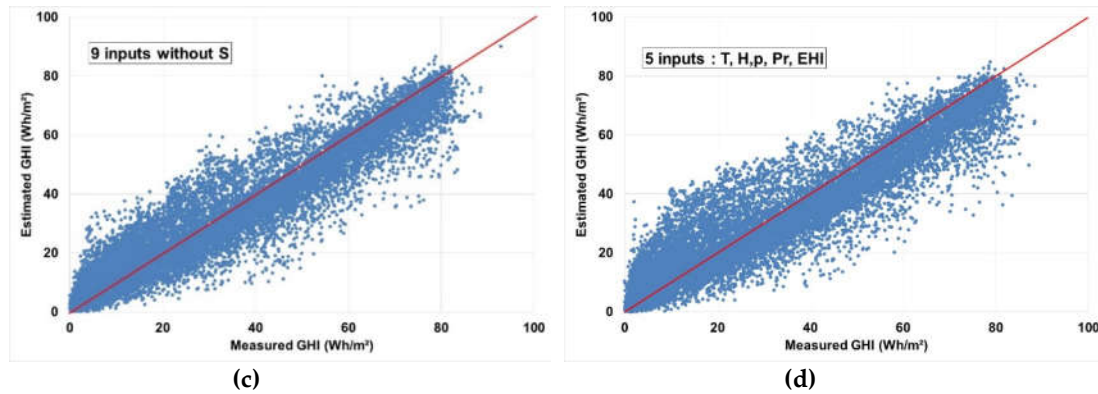 100
80
60
40
20
0
Estimated GHI (Wh/m²)
9 inputs without S
0 20 40 60 80 100
Measured GHI (Wh/m²)
(c)
100
80
60
40
20
0
Estimated GHI (Wh/m²)
5 inputs : T, H,p, Pr, EHI
0 20 40 60 80 100
Measured GHI (Wh/m²)
(d)